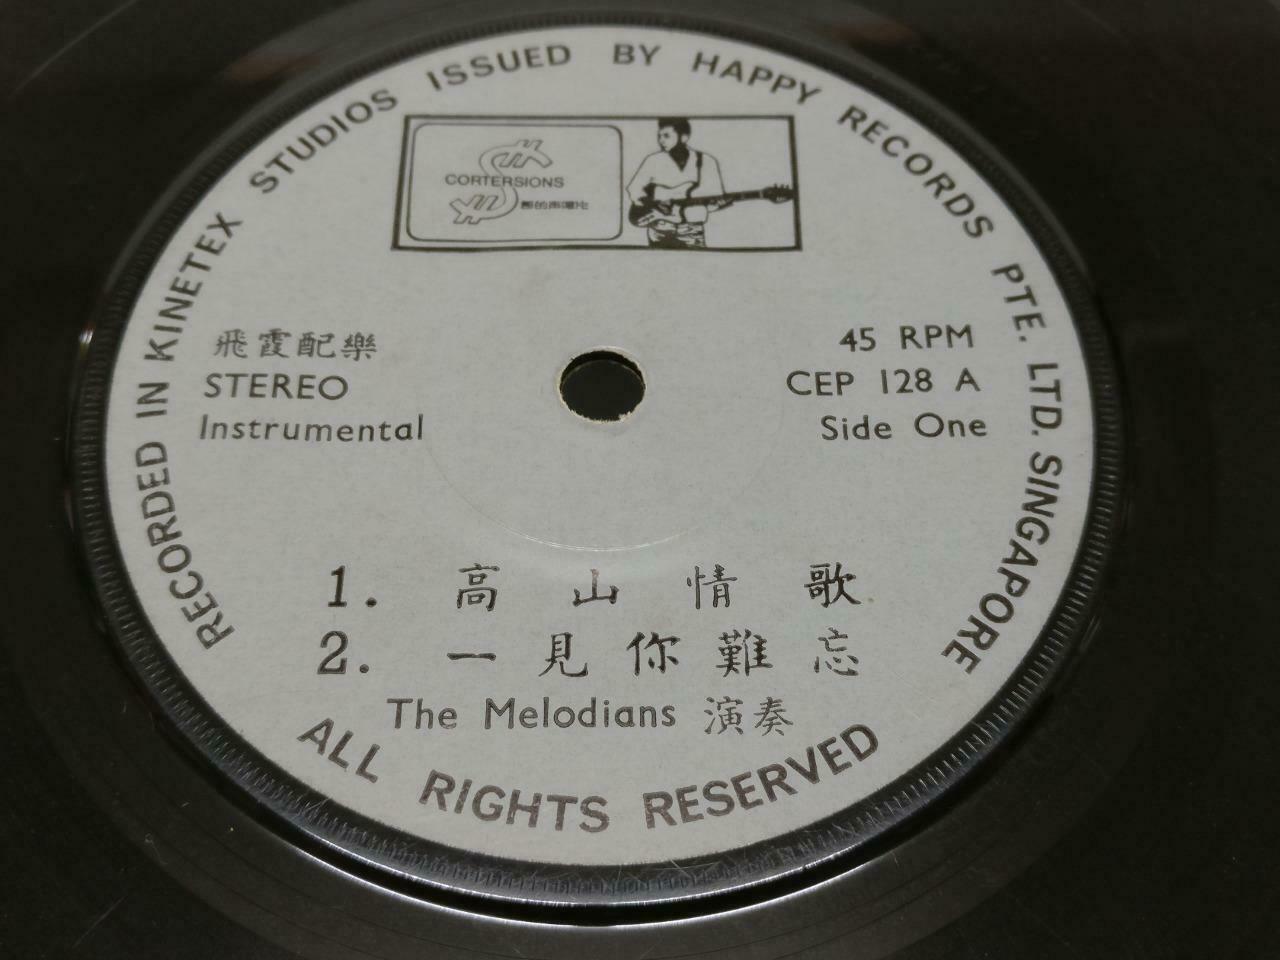 RECORDED IN KINETEX STUDIOS ISSUED BY HAPPY RECORDS PTE. LTD. SINGAPORE
CORTERSIONS
飛霞配樂
STEREO
Instrumental
45 RPM
CEP 128 A
Side One
1. 高山情歌
2. 一見你難忘
The Melodians 演奏
ALL RIGHTS RESERVED